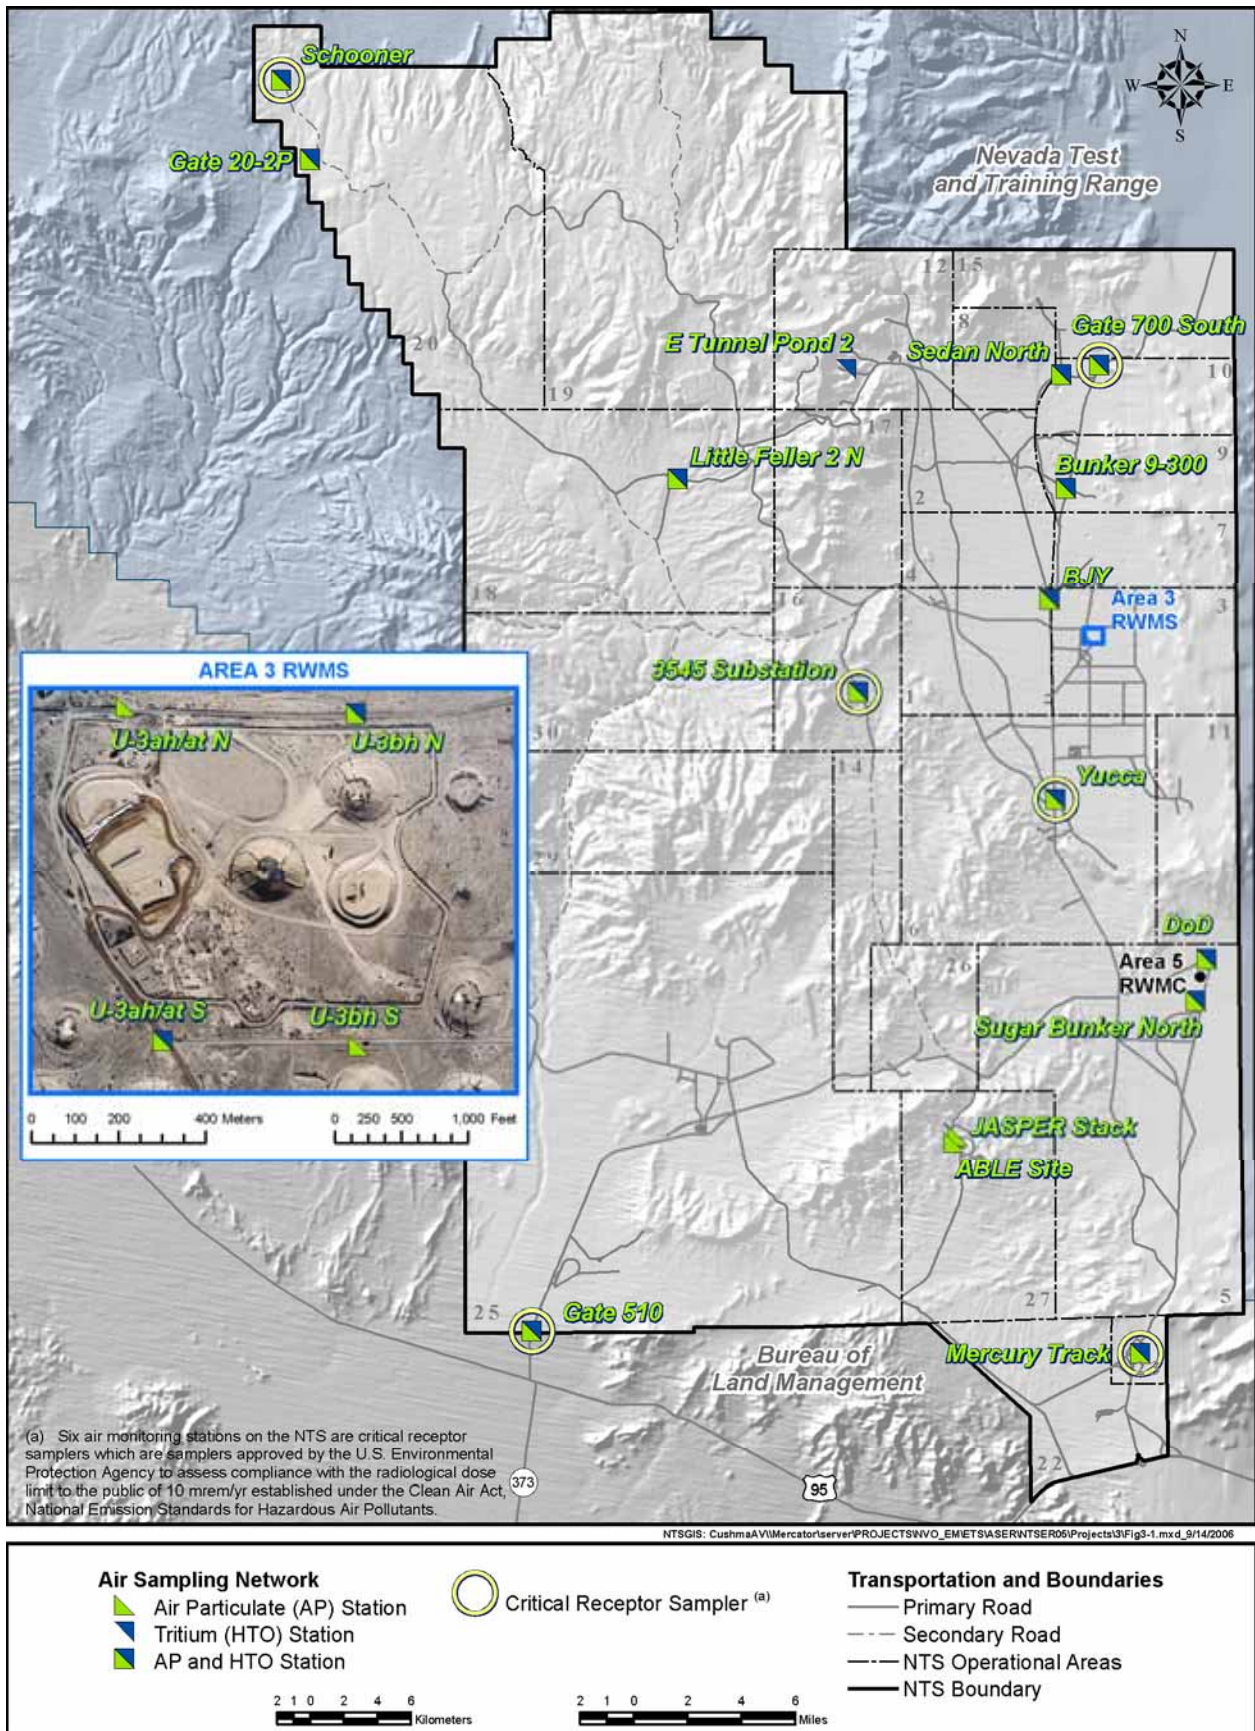 Schooner
N
W
E
S
Gate 20-2P
Nevada Test
and Training Range
12
15
8
Gate 700 South
E Tunnel Pond 2
Sedan North
10
20
19
17
9
Little Feller 2 N
Bunker 9-300
2
7
18
16
4
BJY
3
Area 3
RWMS
3545 Substation
1
3
30
14
11
Yucca
29
6
26
DoD
Area 5
RWMC
Sugar Bunker North
JASPER Stack
ABLE Site
25
Gate 510
27
5
Mercury Track
Bureau of
Land Management
22
373
95
AREA 3 RWMS
U-3ah/at N
U-3bh N
U-3ah/at S
U-3bh S
0 100 200 400 Meters
0 250 500 1,000 Feet
(a) Six air monitoring stations on the NTS are critical receptor
samplers which are samplers approved by the U.S. Environmental
Protection Agency to assess compliance with the radiological dose
limit to the public of 10 mrem/yr established under the Clean Air Act,
National Emission Standards for Hazardous Air Pollutants.
Air Sampling Network
Air Particulate (AP) Station
Tritium (HTO) Station
AP and HTO Station
Critical Receptor Sampler (a)
Transportation and Boundaries
Primary Road
Secondary Road
NTS Operational Areas
NTS Boundary
2 1 0 2 4 6
Kilometers
2 1 0 2 4 6
Miles